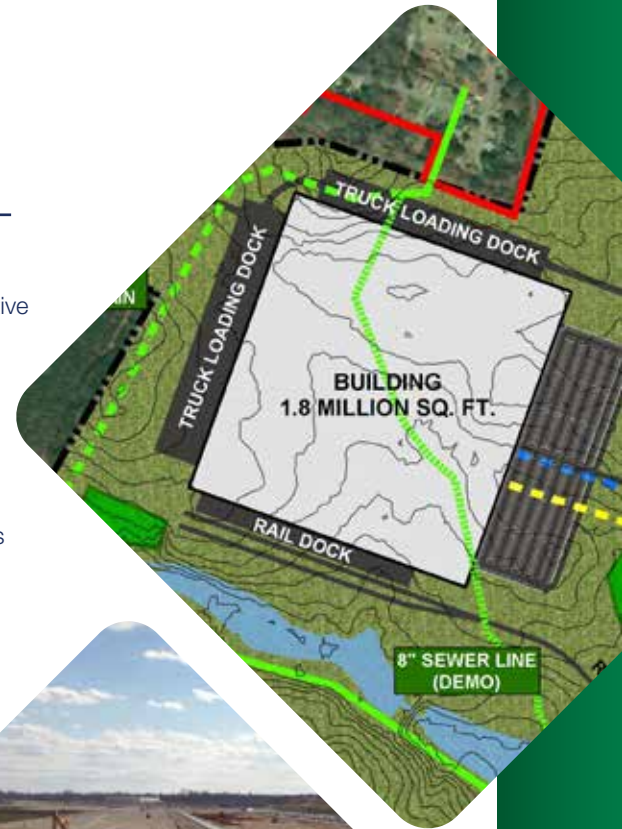 TRUCK LOADING DOCK
TRUCK LOADING DOCK
BUILDING
1.8 MILLION SQ. FT.
RAIL DOCK
8" SEWER LINE
(DEMO)